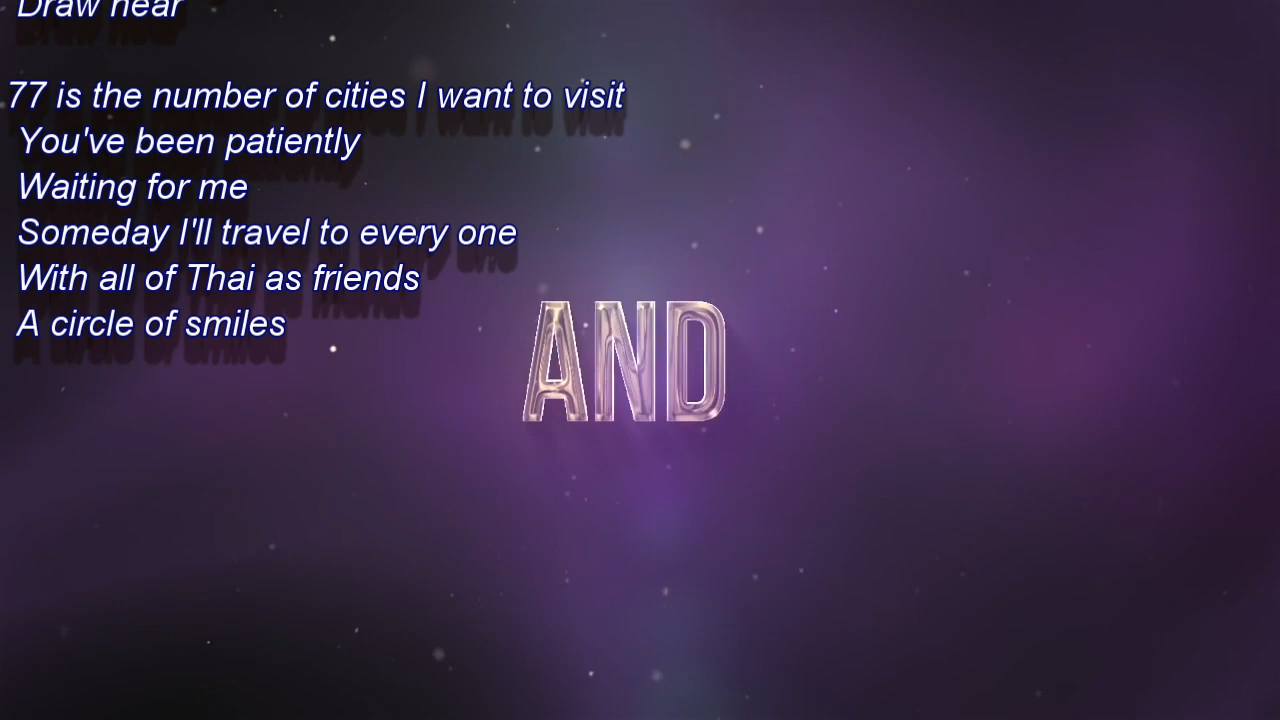 Draw near
77 is the number of cities I want to visit
You've been patiently
Waiting for me
Someday I'll travel to every one
With all of Thai as friends
A circle of smiles
AND